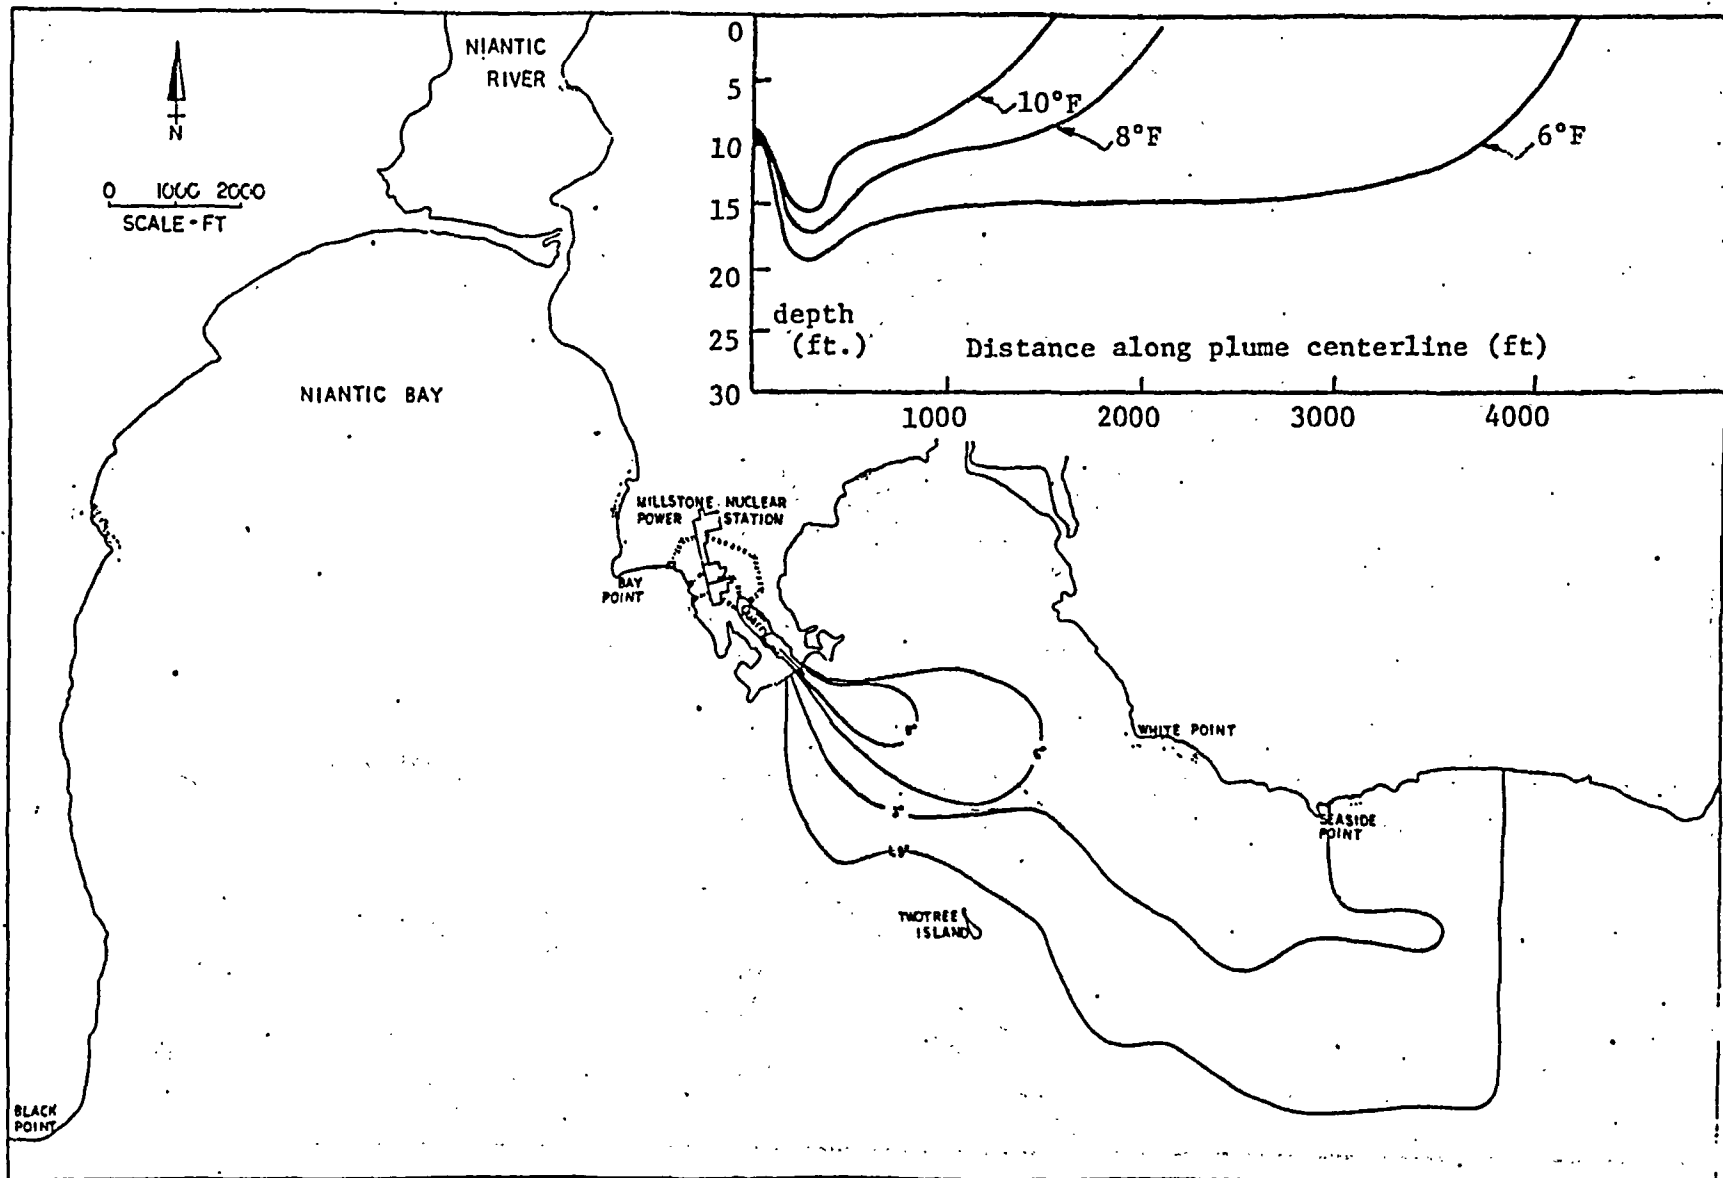 NIANTIC
RIVER
N
0 1000 2000
SCALE - FT
NIANTIC BAY
0
5
10
15
20
25
30
10°F
8°F
6°F
depth
(ft.)
Distance along plume centerline (ft)
1000 2000 3000 4000
MILLSTONE NUCLEAR
POWER STATION
BAY
POINT
Quarry
WHITE POINT
SEASIDE
POINT
TWOTREE
ISLAND
BLACK
POINT